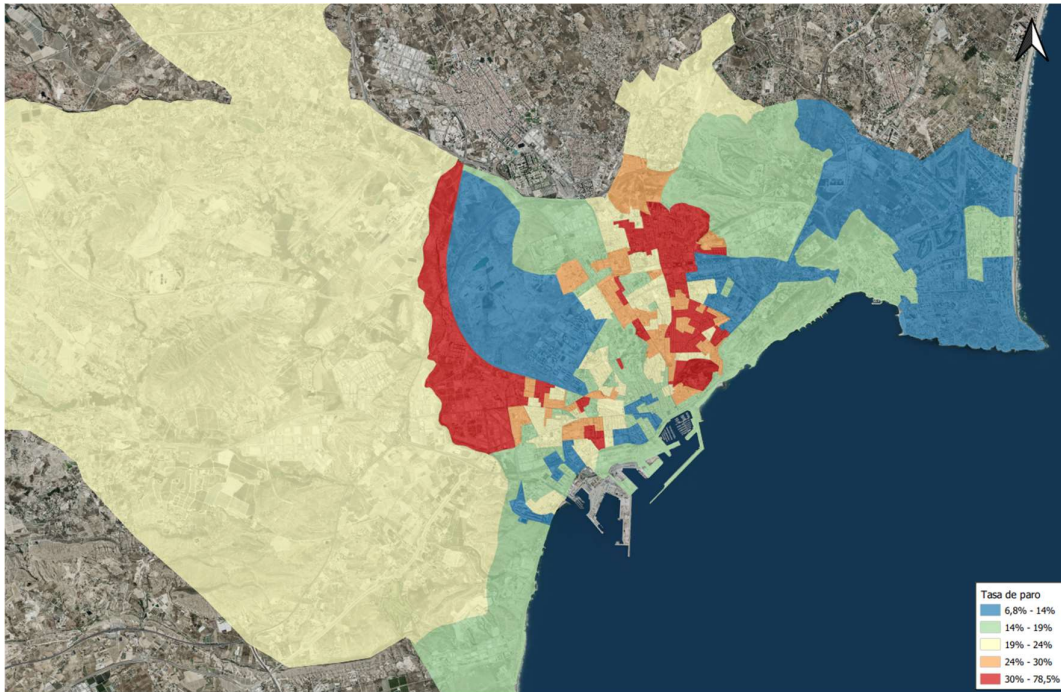 Tasa de paro
6,8% - 14%
14% - 19%
19% - 24%
24% - 30%
30% - 78,5%